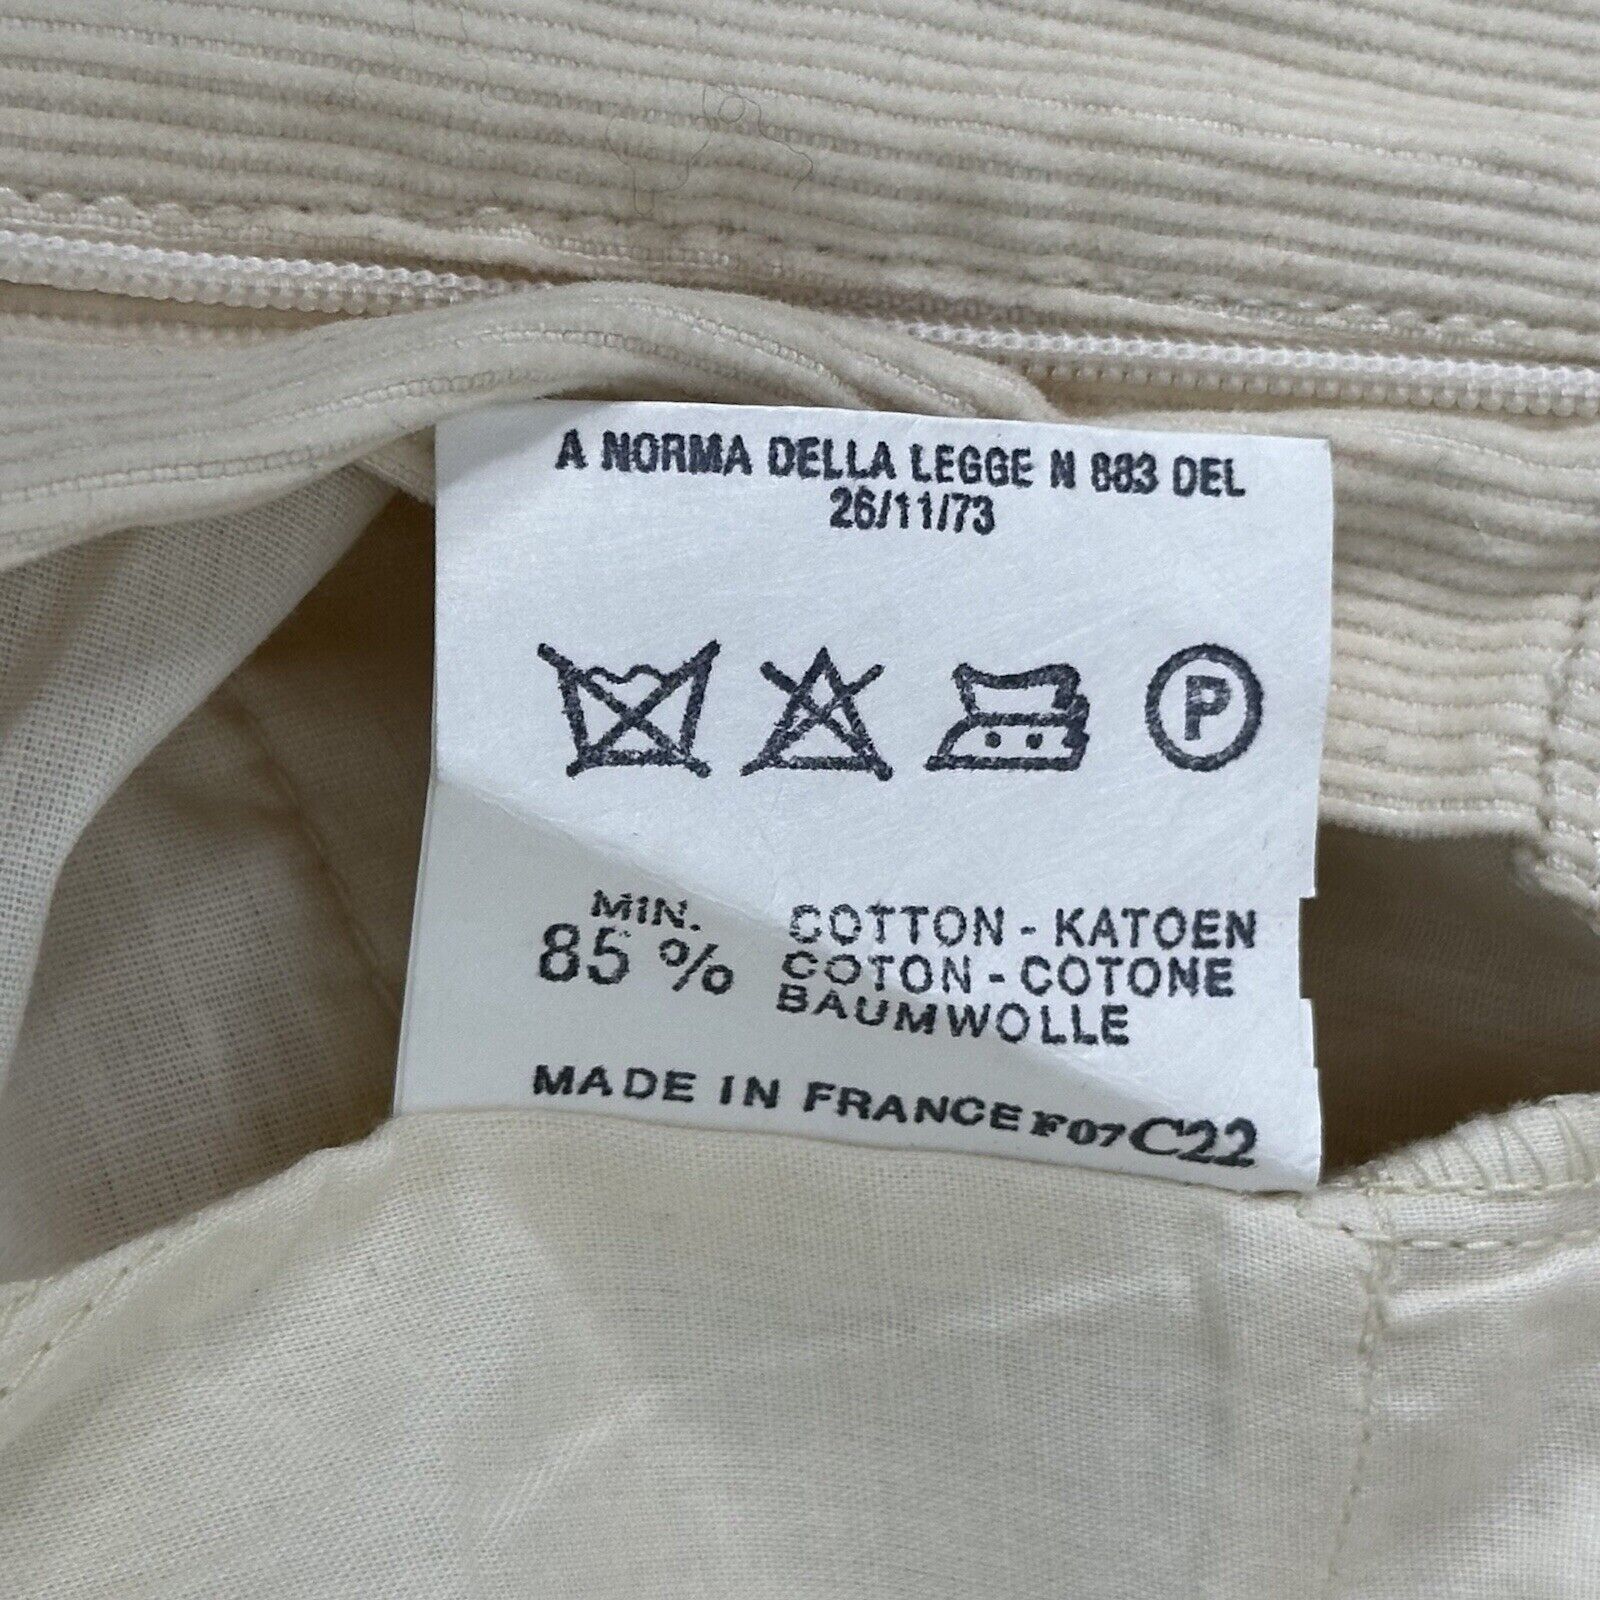 A NORMA DELLA LEGGE N 883 DEL
26/11/73
P
MIN.
85 %
COTTON - KATOEN
COTON - COTONE
BAUMWOLLE
MADE IN FRANCE F07 C22